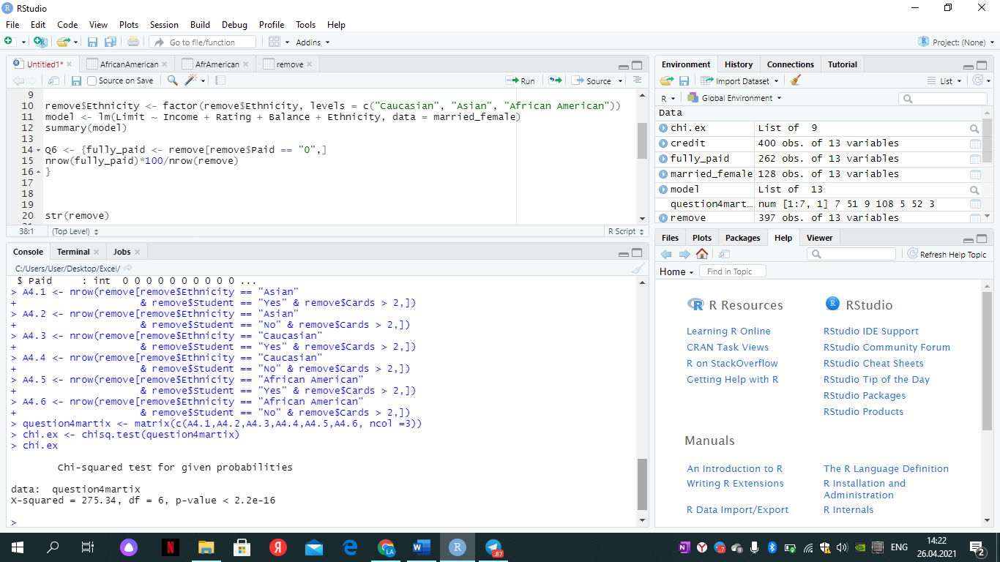 RStudio
File Edit Code View Plots Session Build Debug Profile Tools Help
Go to file/function Addins Project: (None)
Untitled1* AfricanAmerican AfrAmerican remove
Source on Save Run Source
9
10 remove$Ethnicity <- factor(remove$Ethnicity, levels = c("Caucasian", "Asian", "African American"))
11 model <- lm(Limit ~ Income + Rating + Balance + Ethnicity, data = married_female)
12 summary(model)
13
14 Q6 <- {fully_paid <- remove[remove$Paid == "0",]
15 nrow(fully_paid)*100/nrow(remove)
16 }
17
18
19
20 str(remove)
38:1 (Top Level) R Script
Console Terminal Jobs
C:/Users/User/Desktop/Excel/
$ Paid : int 0 0 0 0 0 0 0 0 0 0 ...
> A4.1 <- nrow(remove[remove$Ethnicity == "Asian"
+ & remove$Student == "Yes" & remove$Cards > 2,])
> A4.2 <- nrow(remove[remove$Ethnicity == "Asian"
+ & remove$Student == "No" & remove$Cards > 2,])
> A4.3 <- nrow(remove[remove$Ethnicity == "Caucasian"
+ & remove$Student == "Yes" & remove$Cards > 2,])
> A4.4 <- nrow(remove[remove$Ethnicity == "Caucasian"
+ & remove$Student == "No" & remove$Cards > 2,])
> A4.5 <- nrow(remove[remove$Ethnicity == "African American"
+ & remove$Student == "Yes" & remove$Cards > 2,])
> A4.6 <- nrow(remove[remove$Ethnicity == "African American"
+ & remove$Student == "No" & remove$Cards > 2,])
> question4martix <- matrix(c(A4.1,A4.2,A4.3,A4.4,A4.5,A4.6, ncol =3))
> chi.ex <- chisq.test(question4martix)
> chi.ex
Chi-squared test for given probabilities
data: question4martix
X-squared = 275.34, df = 6, p-value < 2.2e-16
>
Environment History Connections Tutorial
Import Dataset List
R Global Environment
Data
chi.ex List of 9
credit 400 obs. of 13 variables
fully_paid 262 obs. of 13 variables
married_female 128 obs. of 13 variables
model List of 13
question4mart… num [1:7, 1] 7 51 9 108 5 52 3
remove 397 obs. of 13 variables
Files Plots Packages Help Viewer
Refresh Help Topic
Home Find in Topic
R Resources RStudio
Learning R Online RStudio IDE Support
CRAN Task Views RStudio Community Forum
R on StackOverflow RStudio Cheat Sheets
Getting Help with R RStudio Tip of the Day
RStudio Packages
RStudio Products
Manuals
An Introduction to R The R Language Definition
Writing R Extensions R Installation and
Administration
R Data Import/Export R Internals
ENG 14:22
26.04.2021
2